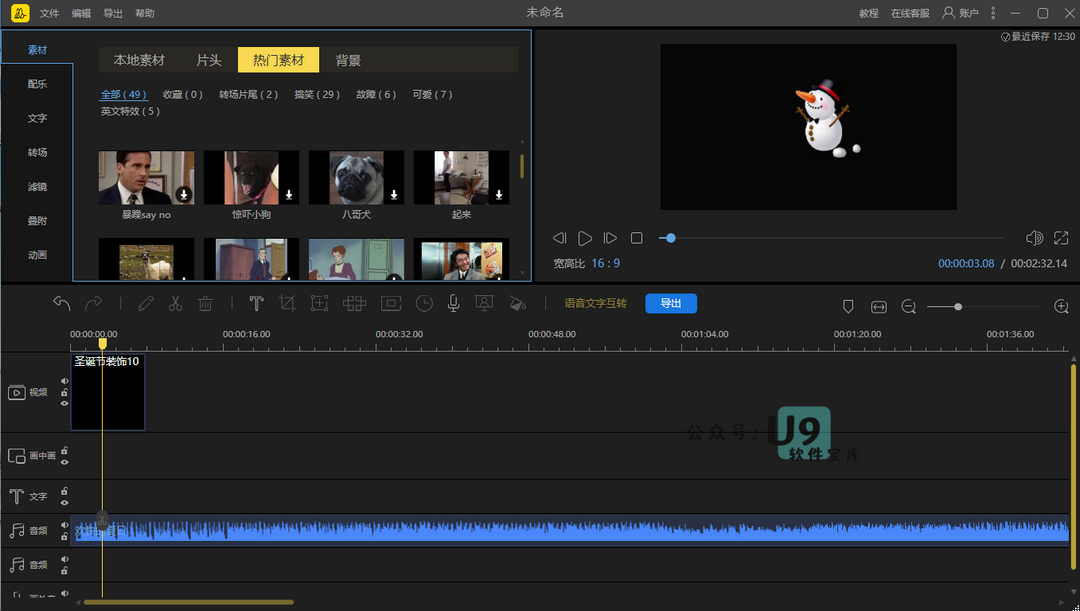 文件 编辑 导出 帮助
未命名
教程 在线客服 账户
最近保存 12:30
素材
配乐
文字
转场
滤镜
叠附
动画
本地素材 片头 热门素材 背景
全部 ( 49 ) 收藏 ( 0 ) 转场片尾 ( 2 ) 搞笑 ( 29 ) 故障 ( 6 ) 可爱 ( 7 )
英文特效 ( 5 )
暴躁say no 惊吓小狗 八哥犬 起来
宽高比 16 : 9
00:00:03.08 / 00:02:32.14
语音文字互转 导出
00:00:00.00 00:00:16.00 00:00:32.00 00:00:48.00 00:01:04.00 00:01:20.00 00:01:36.00
圣诞节装饰10
视频
画中画
文字
音频
音频
公众号：
U9
软件宝库